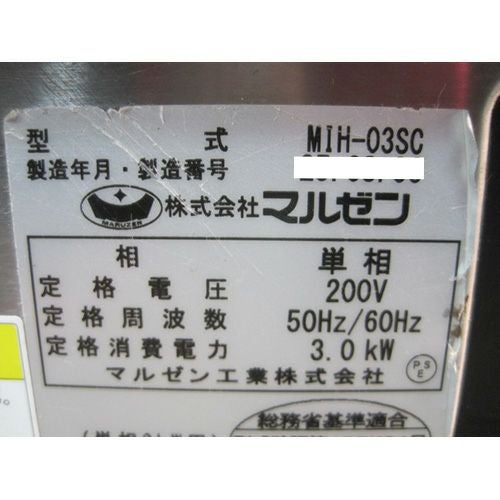 型 式 MIH-03SC
製造年月・製造番号
MARUZEN 株式会社マルゼン
相 単相
定格電圧 200V
定格周波数 50Hz/60Hz
定格消費電力 3.0kW
マルゼン工業株式会社 PSE
総務省基準適合